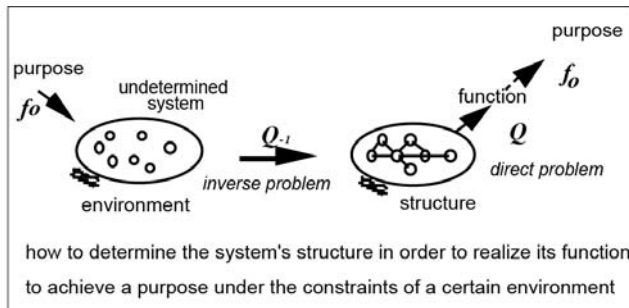 purpose
purpose
undetermined
system
fo
fo
function
Q-1
Q
inverse problem
direct problem
environment
structure
how to determine the system's structure in order to realize its function
to achieve a purpose under the constraints of a certain environment